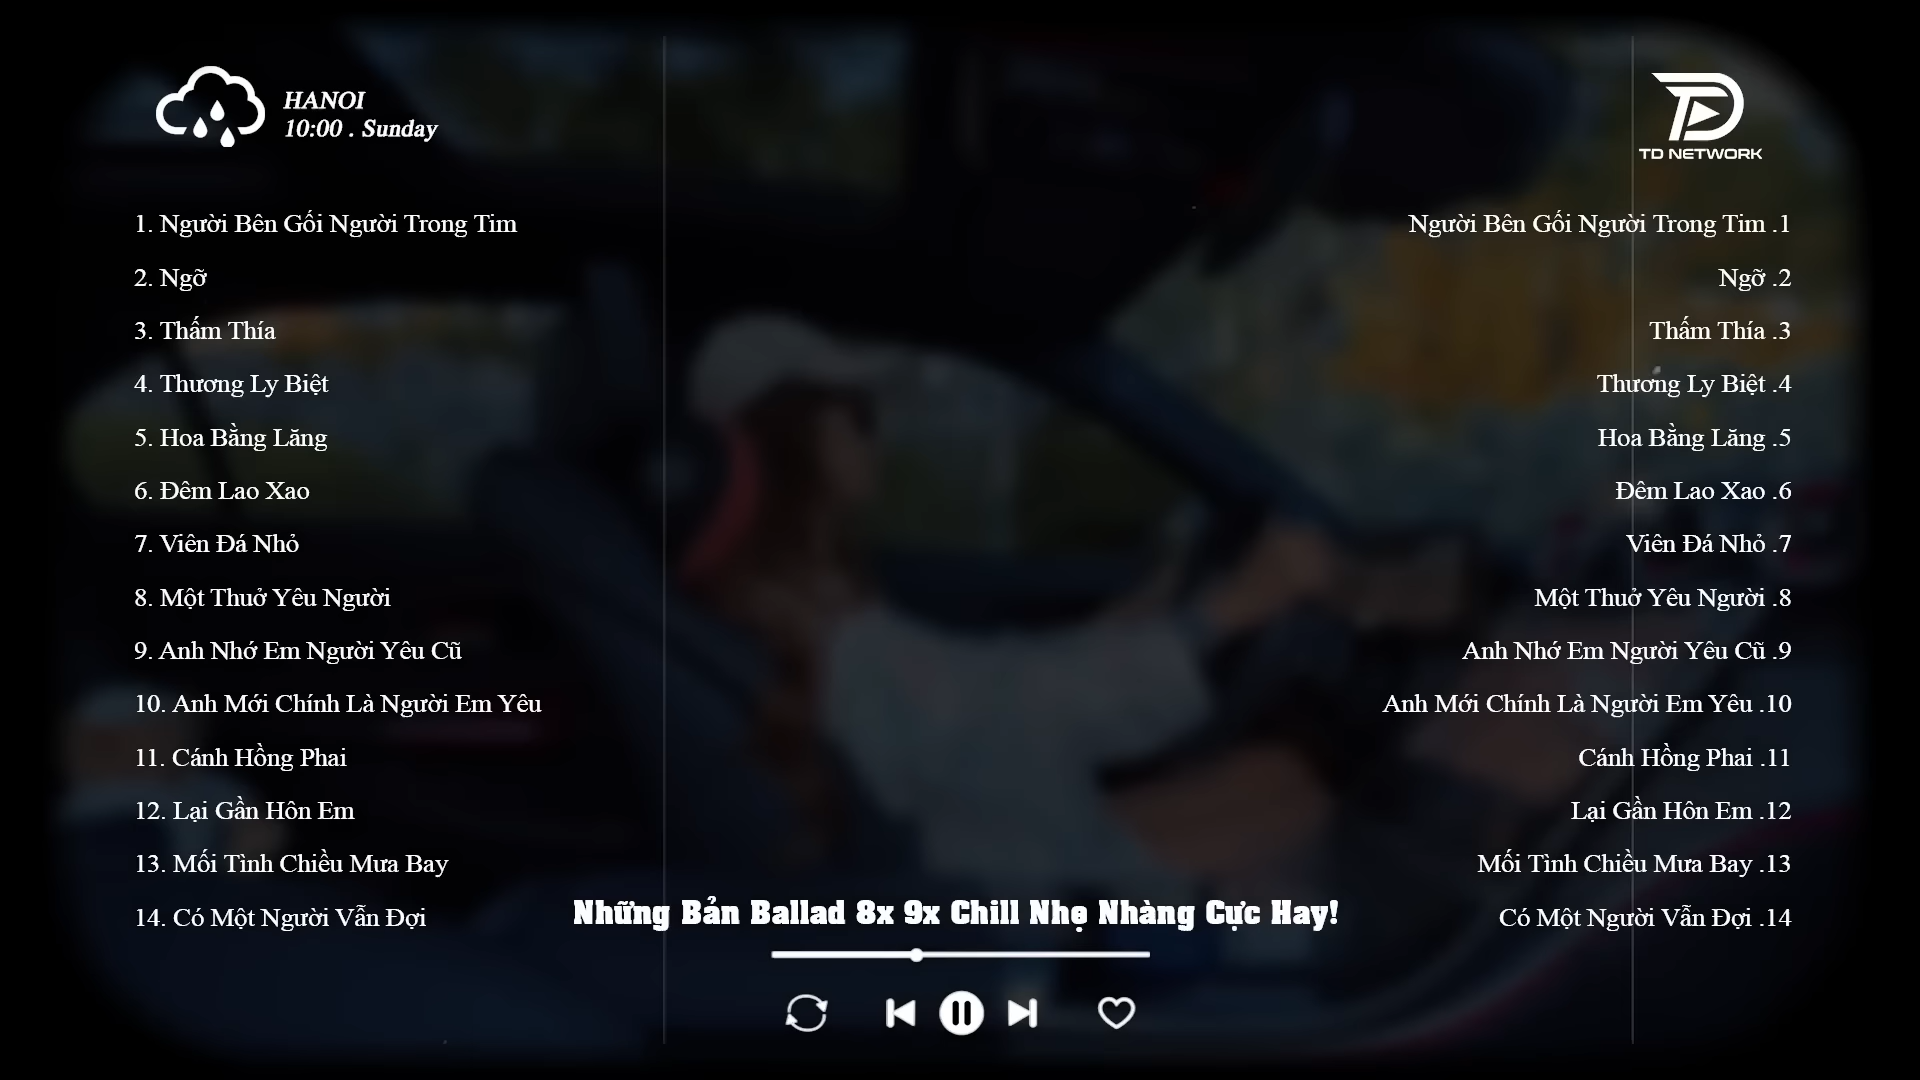 HANOI
10:00 . Sunday
TD NETWORK
1. Người Bên Gối Người Trong Tim
2. Ngỡ
3. Thấm Thía
4. Thương Ly Biệt
5. Hoa Bằng Lăng
6. Đêm Lao Xao
7. Viên Đá Nhỏ
8. Một Thuở Yêu Người
9. Anh Nhớ Em Người Yêu Cũ
10. Anh Mới Chính Là Người Em Yêu
11. Cánh Hồng Phai
12. Lại Gần Hôn Em
13. Mối Tình Chiều Mưa Bay
14. Có Một Người Vẫn Đợi
Người Bên Gối Người Trong Tim .1
Ngỡ .2
Thấm Thía .3
Thương Ly Biệt .4
Hoa Bằng Lăng .5
Đêm Lao Xao .6
Viên Đá Nhỏ .7
Một Thuở Yêu Người .8
Anh Nhớ Em Người Yêu Cũ .9
Anh Mới Chính Là Người Em Yêu .10
Cánh Hồng Phai .11
Lại Gần Hôn Em .12
Mối Tình Chiều Mưa Bay .13
Có Một Người Vẫn Đợi .14
Những Bản Ballad 8x 9x Chill Nhẹ Nhàng Cực Hay!